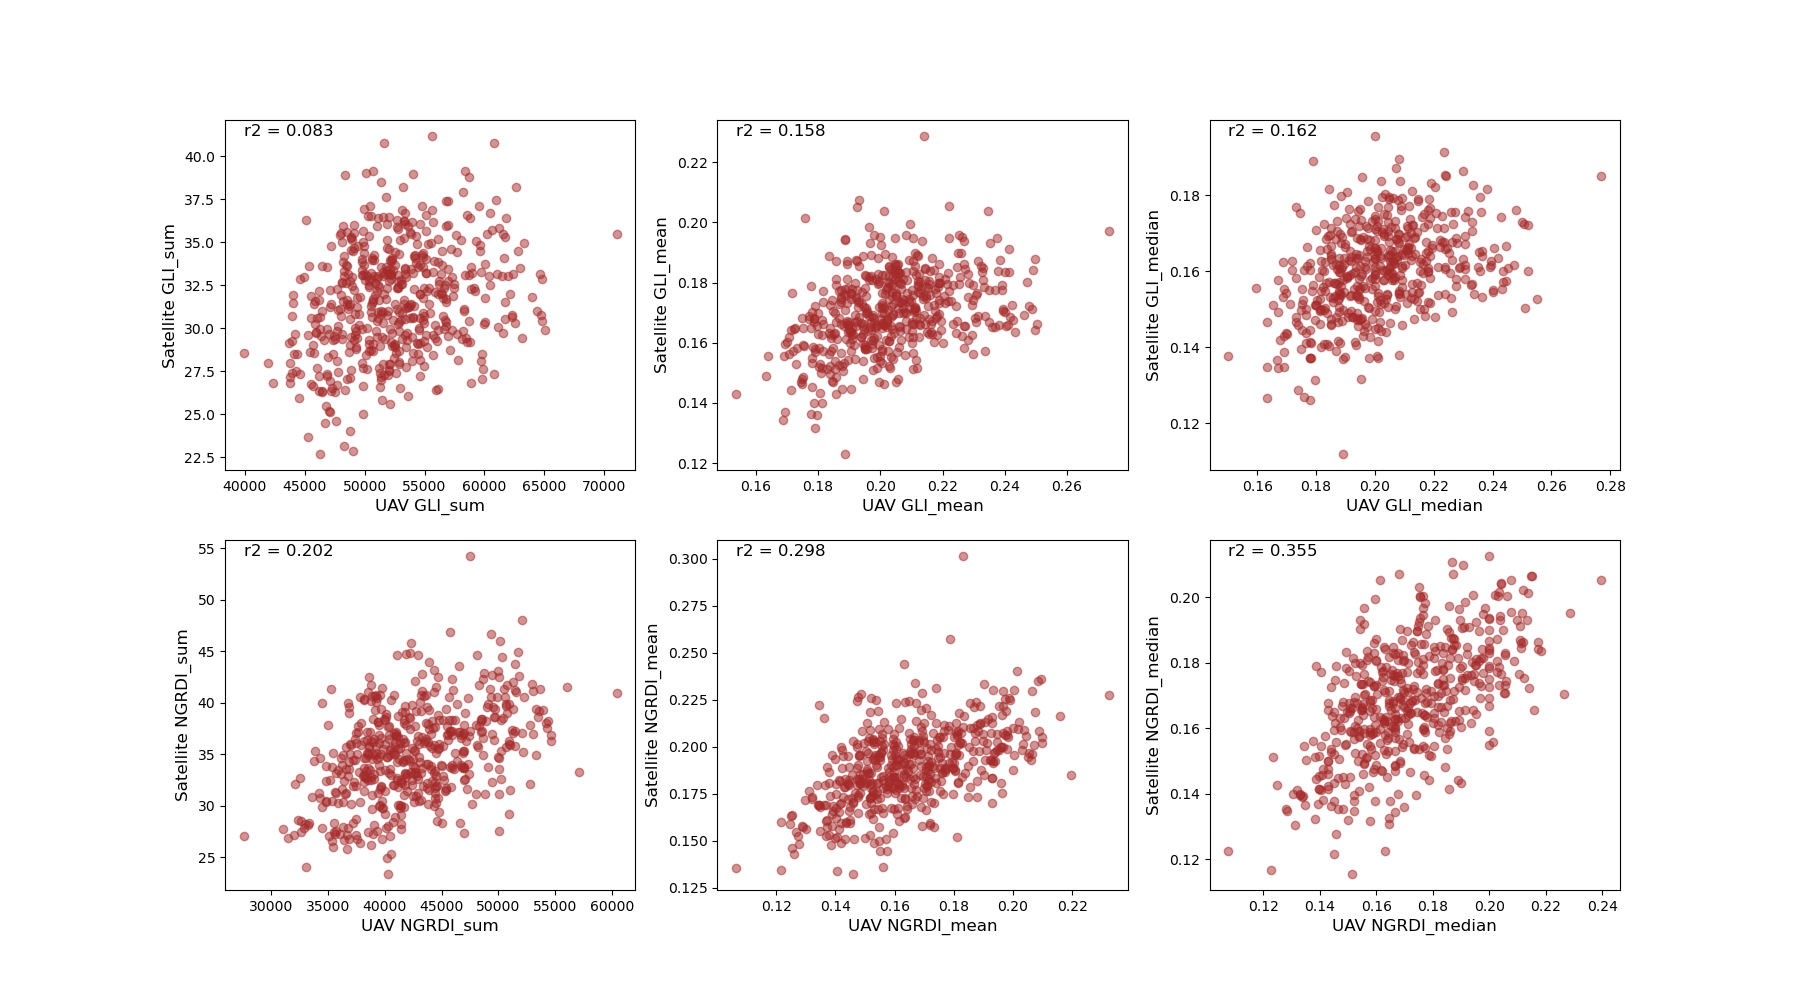 r2 = 0.083
40.0
37.5
35.0
32.5
30.0
27.5
25.0
22.5
Satellite GLI_sum
40000 45000 50000 55000 60000 65000 70000
UAV GLI_sum
r2 = 0.158
0.22
0.20
0.18
0.16
0.14
0.12
Satellite GLI_mean
0.16 0.18 0.20 0.22 0.24 0.26
UAV GLI_mean
r2 = 0.162
0.18
0.16
0.14
0.12
Satellite GLI_median
0.16 0.18 0.20 0.22 0.24 0.26 0.28
UAV GLI_median
r2 = 0.202
55
50
45
40
35
30
25
Satellite NGRDI_sum
30000 35000 40000 45000 50000 55000 60000
UAV NGRDI_sum
r2 = 0.298
0.300
0.275
0.250
0.225
0.200
0.175
0.150
0.125
Satellite NGRDI_mean
0.12 0.14 0.16 0.18 0.20 0.22
UAV NGRDI_mean
r2 = 0.355
0.20
0.18
0.16
0.14
0.12
Satellite NGRDI_median
0.12 0.14 0.16 0.18 0.20 0.22 0.24
UAV NGRDI_median